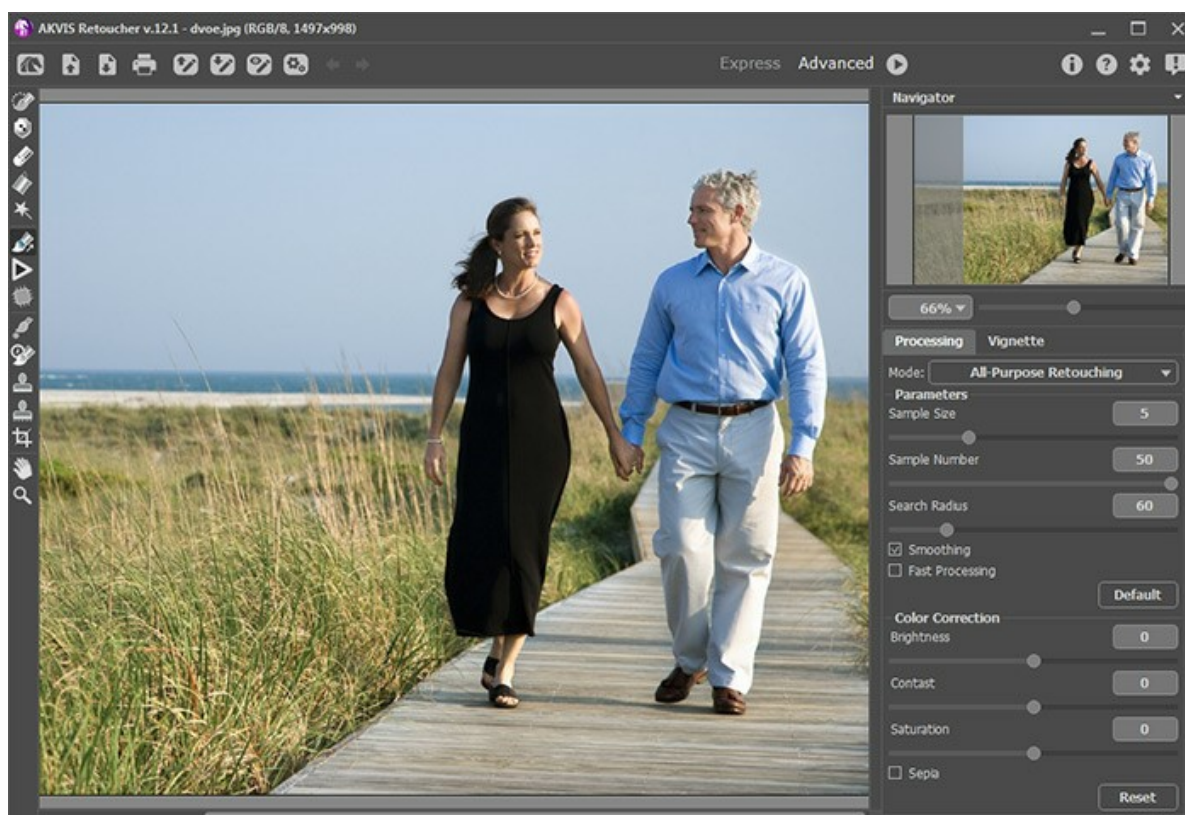 AKVIS Retoucher v.12.1 - dvoe.jpg (RGB/8, 1497x998)
Express Advanced
Navigator
66%
Processing Vignette
Mode: All-Purpose Retouching
Parameters
Sample Size 5
Sample Number 50
Search Radius 60
Smoothing
Fast Processing
Default
Color Correction
Brightness 0
Contast 0
Saturation 0
Sepia
Reset